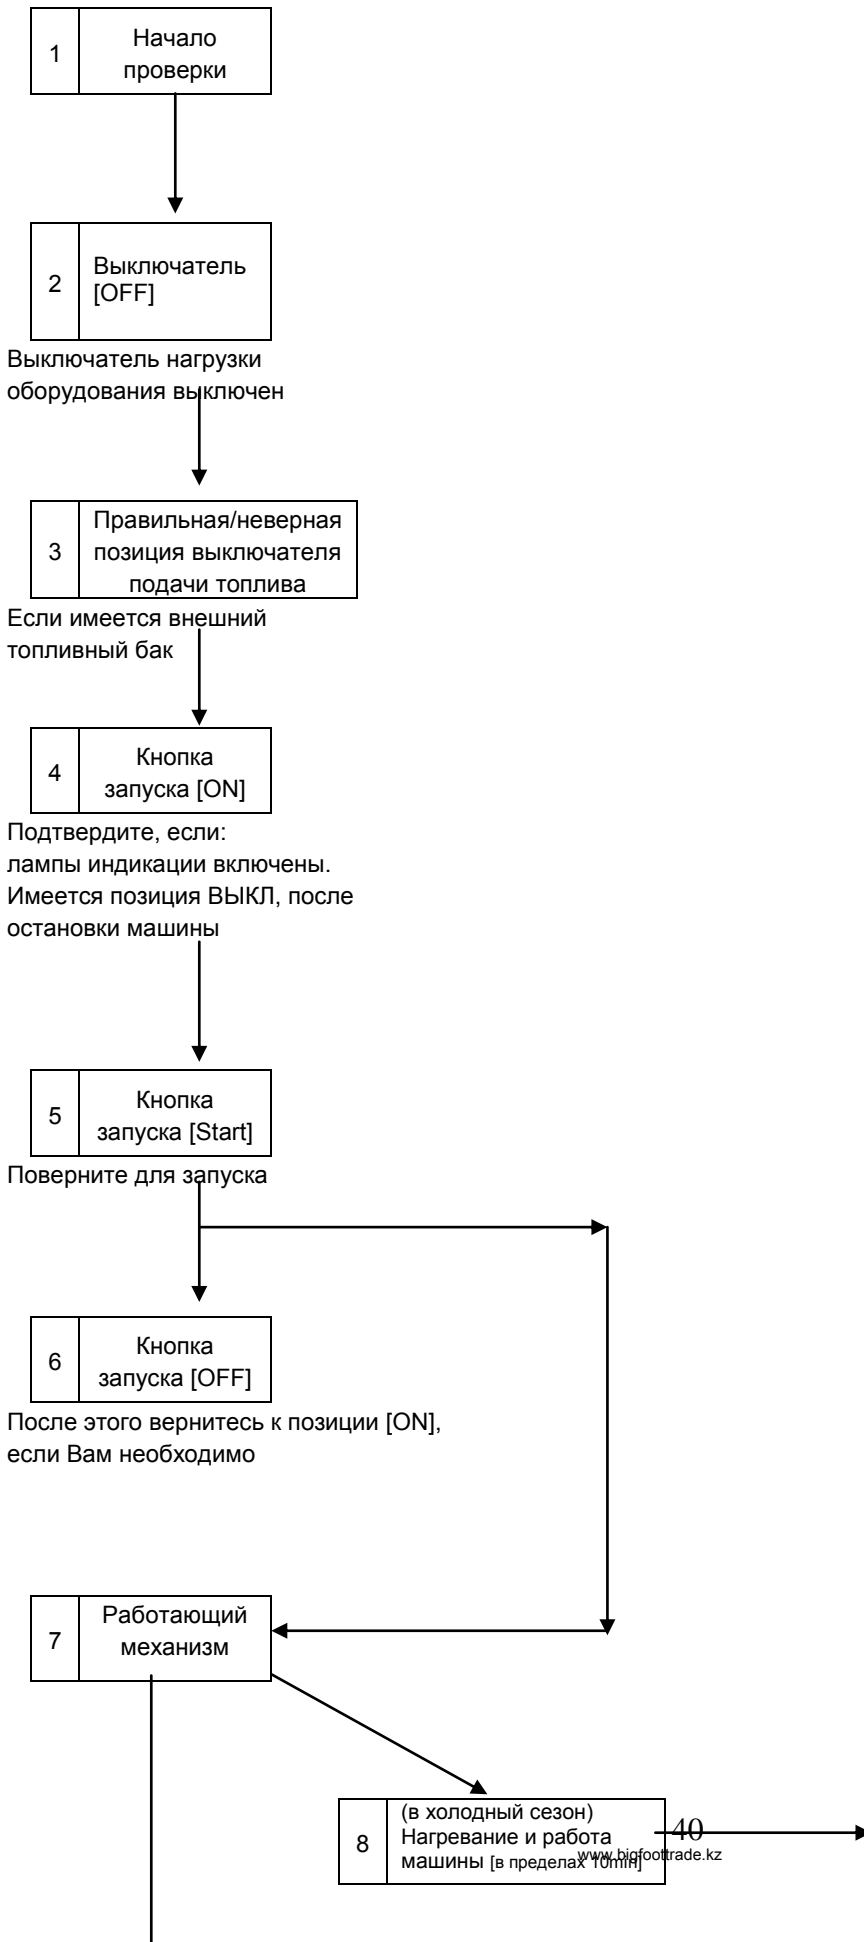 1
Начало
проверки
2
Выключатель
[OFF]
Выключатель нагрузки
оборудования выключен
3
Правильная/неверная
позиция выключателя
подачи топлива
Если имеется внешний
топливный бак
4
Кнопка
запуска [ON]
Подтвердите, если:
лампы индикации включены.
Имеется позиция ВЫКЛ, после
остановки машины
5
Кнопка
запуска [Start]
Поверните для запуска
6
Кнопка
запуска [OFF]
После этого вернитесь к позиции [ON],
если Вам необходимо
7
Работающий
механизм
8
(в холодный сезон)
Нагревание и работа
машины [в пределах 10min]
40
www.bigfoottrade.kz